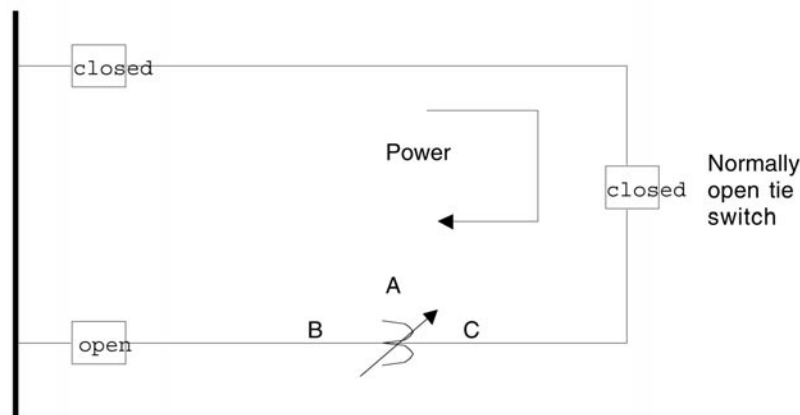 closed
Power
closed
Normally
open tie
switch
A
B
C
open